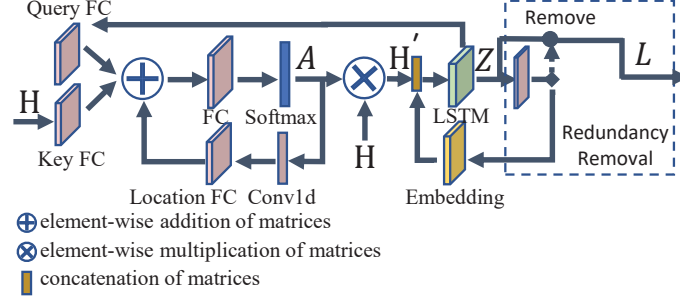 Query FC
Remove
H
A
H′
Z
L
FC
Softmax
LSTM
Key FC
H
Redundancy
Removal
Location FC
Conv1d
Embedding
element-wise addition of matrices
element-wise multiplication of matrices
concatenation of matrices